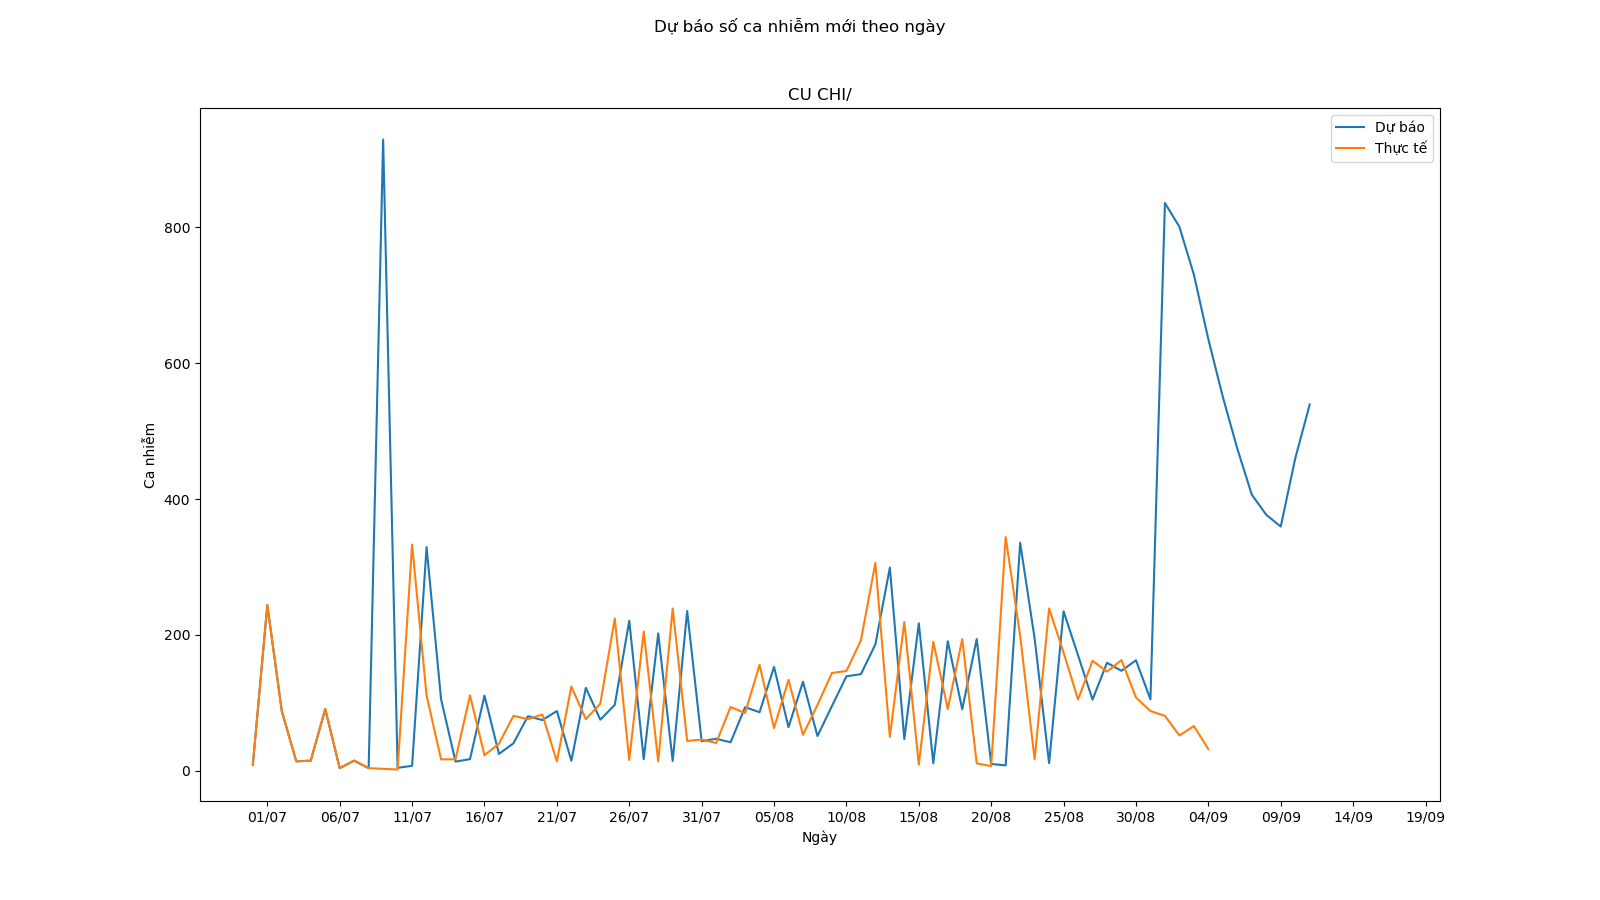 Dự báo số ca nhiễm mới theo ngày
CU CHI/
Dự báo
Thực tế
800
600
400
200
0
Ca nhiễm
01/07 06/07 11/07 16/07 21/07 26/07 31/07 05/08 10/08 15/08 20/08 25/08 30/08 04/09 09/09 14/09 19/09
Ngày